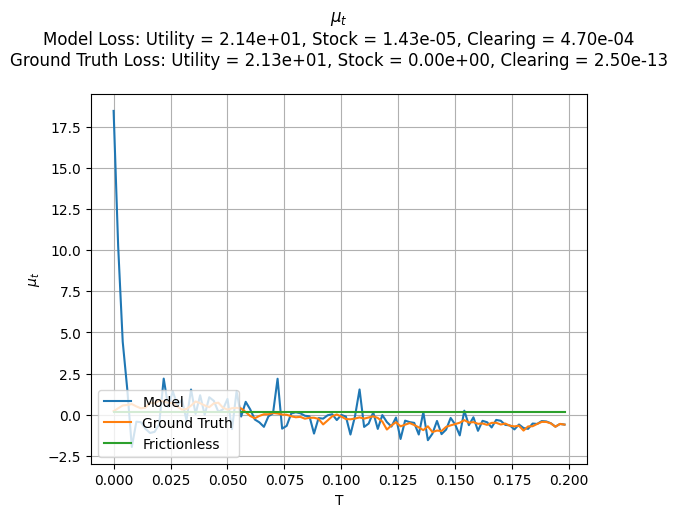 μₜ
Model Loss: Utility = 2.14e+01, Stock = 1.43e-05, Clearing = 4.70e-04
Ground Truth Loss: Utility = 2.13e+01, Stock = 0.00e+00, Clearing = 2.50e-13
17.5
15.0
12.5
10.0
7.5
5.0
2.5
0.0
−2.5
μₜ
Model
Ground Truth
Frictionless
0.000
0.025
0.050
0.075
0.100
0.125
0.150
0.175
0.200
T